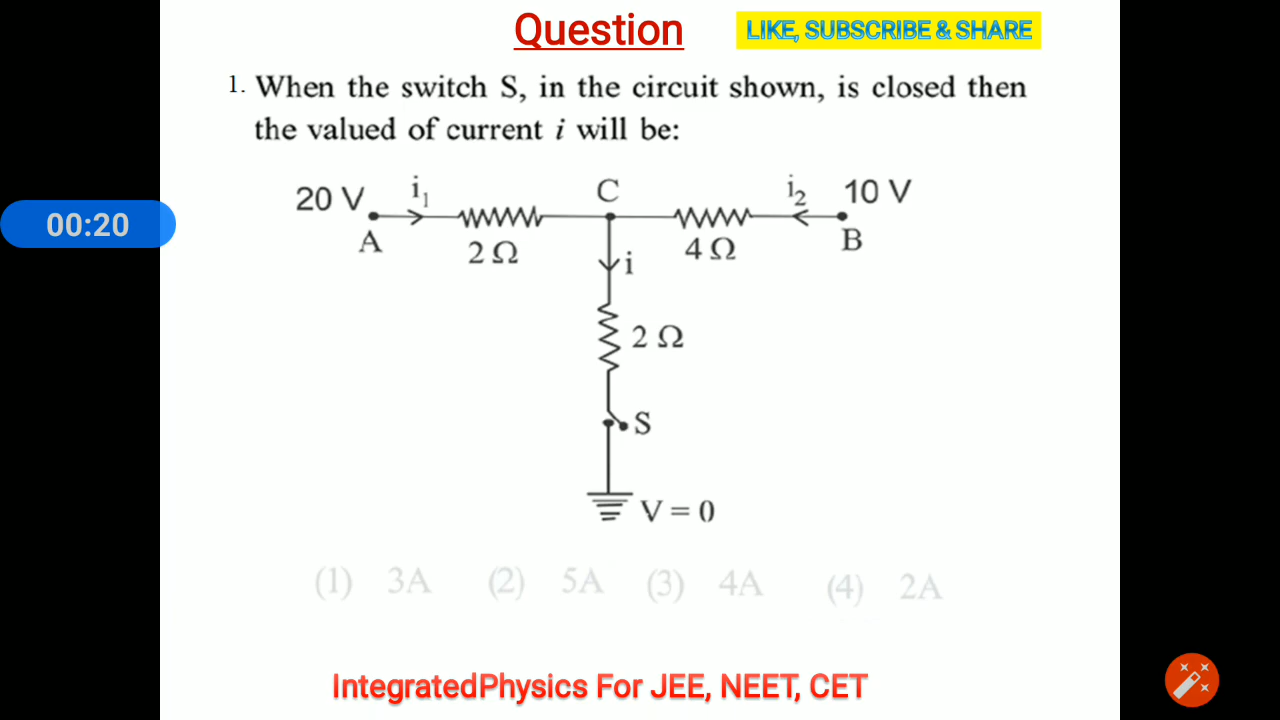 Question
LIKE, SUBSCRIBE & SHARE
1. When the switch S, in the circuit shown, is closed then
the valued of current i will be:
20 V i₁ C i₂ 10 V
00:20
A 2 Ω 4 Ω B
i
2 Ω
S
V = 0
(1) 3A (2) 5A (3) 4A (4) 2A
IntegratedPhysics For JEE, NEET, CET